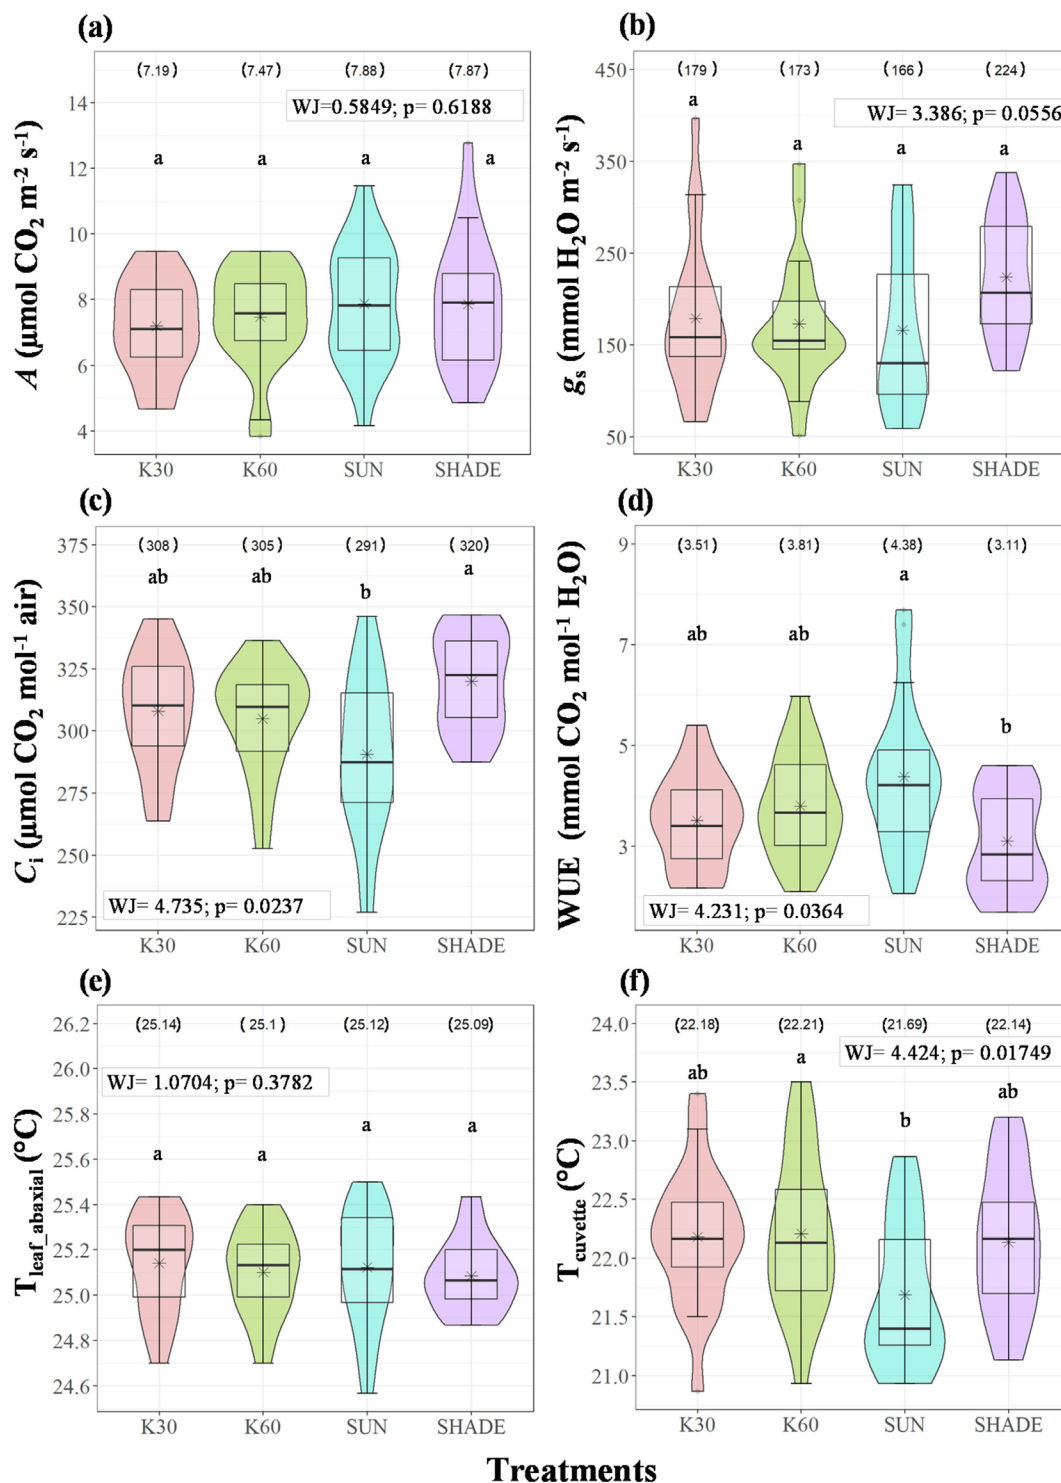 (a)
(7.19) (7.47) (7.88) (7.87)
WJ=0.5849; p= 0.6188
a a a a
14
12
10
8
6
4
A (μmol CO2 m-2 s-1)
K30 K60 SUN SHADE
(b)
(179) (173) (166) (224)
WJ= 3.386; p= 0.0556
a a a a
450
350
250
150
50
gs (mmol H2O m-2 s-1)
K30 K60 SUN SHADE
(c)
(308) (305) (291) (320)
ab ab b a
375
350
325
300
275
250
225
Ci (μmol CO2 mol-1 air)
WJ= 4.735; p= 0.0237
K30 K60 SUN SHADE
(d)
(3.51) (3.81) (4.38) (3.11)
ab ab a b
9
7
5
3
WUE (mmol CO2 mol-1 H2O)
WJ= 4.231; p= 0.0364
K30 K60 SUN SHADE
(e)
(25.14) (25.1) (25.12) (25.09)
WJ= 1.0704; p= 0.3782
a a a a
26.2
26.0
25.8
25.6
25.4
25.2
25.0
24.8
24.6
Tleaf_abaxial (°C)
K30 K60 SUN SHADE
(f)
(22.18) (22.21) (21.69) (22.14)
WJ= 4.424; p= 0.01749
ab a b ab
24.0
23.5
23.0
22.5
22.0
21.5
21.0
Tcuvette (°C)
K30 K60 SUN SHADE
Treatments